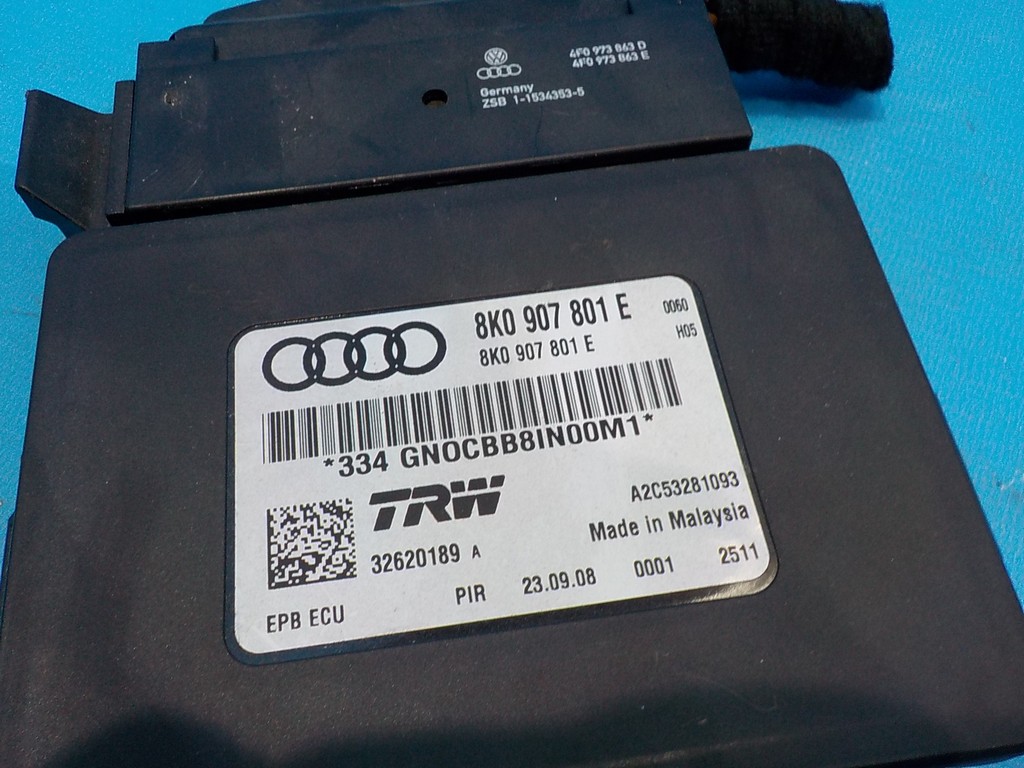 4F0 973 863 D
4F0 973 863 E
Germany
ZSB 1-1534353-5
8K0 907 801 E 0060
8K0 907 801 E H05
*334 GNOCBB8IN00M1*
TRW A2C53281093
32620189 A Made in Malaysia
EPB ECU PIR 23.09.08 0001 2511